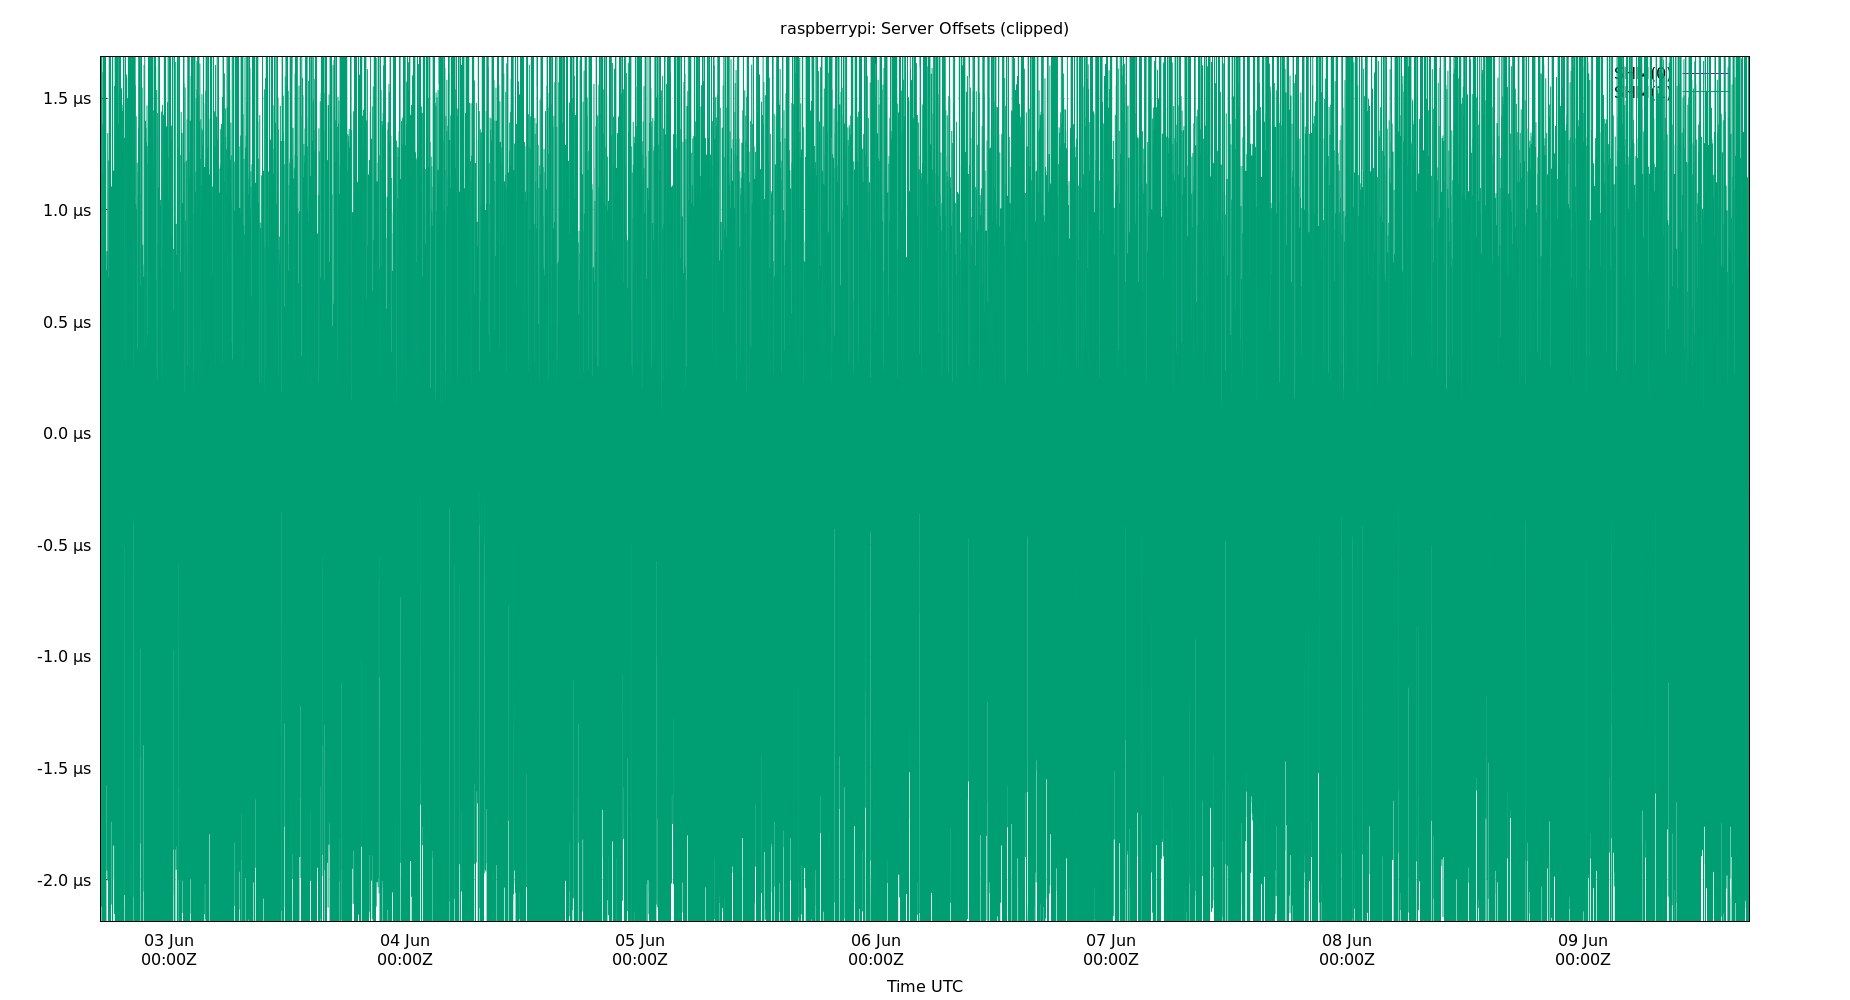 raspberrypi: Server Offsets (clipped)
1.5 µs
1.0 µs
0.5 µs
0.0 µs
-0.5 µs
-1.0 µs
-1.5 µs
-2.0 µs
03 Jun
00:00Z
04 Jun
00:00Z
05 Jun
00:00Z
06 Jun
00:00Z
07 Jun
00:00Z
08 Jun
00:00Z
09 Jun
00:00Z
Time UTC